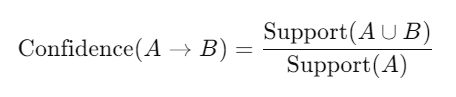 Confidence(A → B) = Support(A ∪ B) / Support(A)